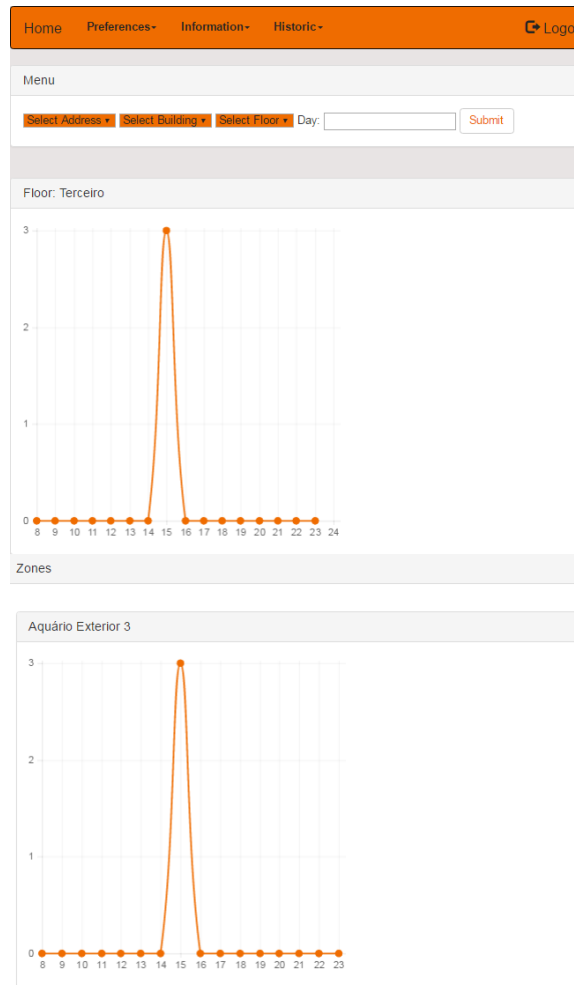 Home Preferences Information Historic Logo
Menu
Select Address Select Building Select Floor Day: Submit
Floor: Terceiro
3
2
1
0
8 9 10 11 12 13 14 15 16 17 18 19 20 21 22 23 24
Zones
Aquário Exterior 3
3
2
1
0
8 9 10 11 12 13 14 15 16 17 18 19 20 21 22 23